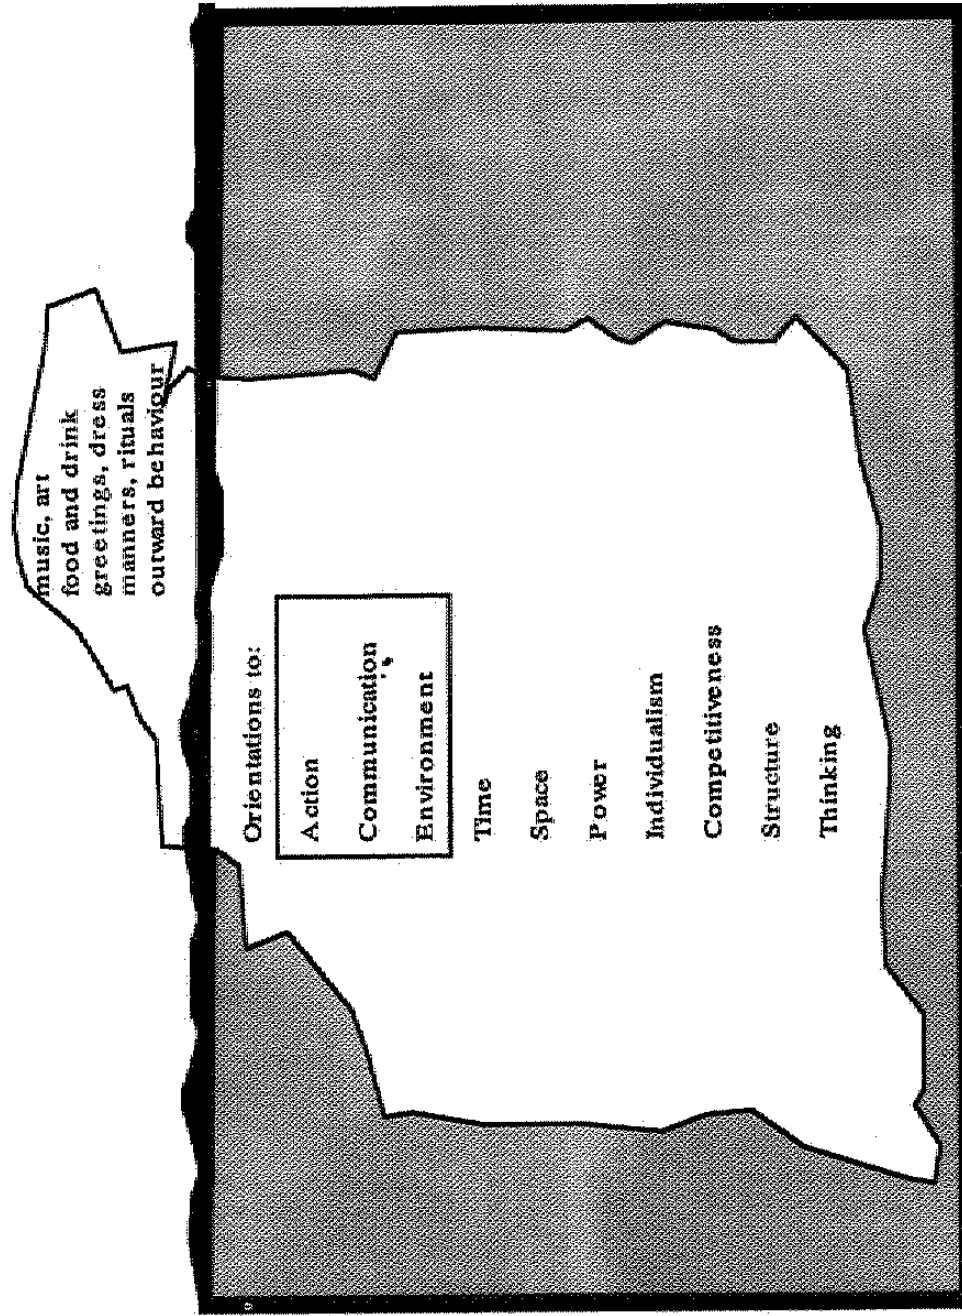 music, art
food and drink
greetings, dress
manners, rituals
outward behaviour
Orientations to:
Action
Communication
Environment
Time
Space
Power
Individualism
Competitiveness
Structure
Thinking